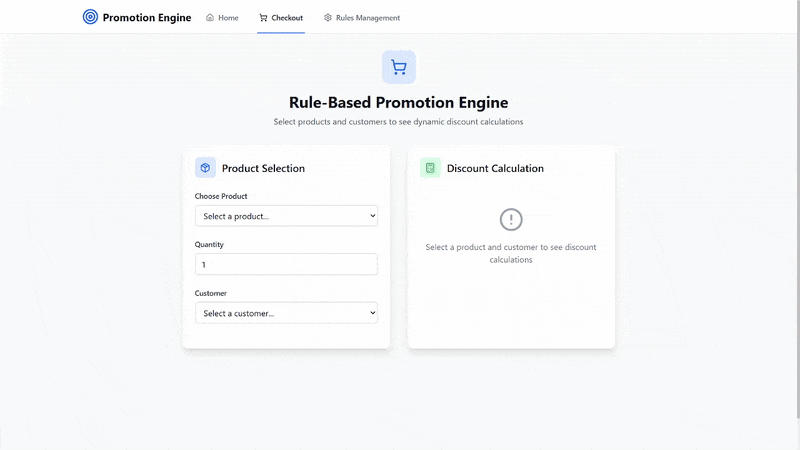 Promotion Engine
Home
Checkout
Rules Management
Rule-Based Promotion Engine
Select products and customers to see dynamic discount calculations
Product Selection
Choose Product
Select a product...
Quantity
1
Customer
Select a customer...
Discount Calculation
Select a product and customer to see discount
calculations